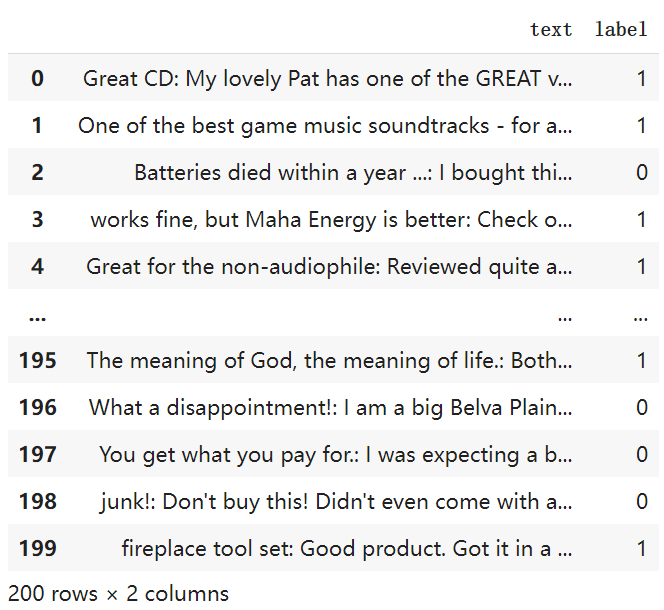 text label
0 Great CD: My lovely Pat has one of the GREAT v... 1
1 One of the best game music soundtracks - for a... 1
2 Batteries died within a year ...: I bought thi... 0
3 works fine, but Maha Energy is better: Check o... 1
4 Great for the non-audiophile: Reviewed quite a... 1
... ... ...
195 The meaning of God, the meaning of life.: Both... 1
196 What a disappointment!: I am a big Belva Plain... 0
197 You get what you pay for.: I was expecting a b... 0
198 junk!: Don't buy this! Didn't even come with a... 0
199 fireplace tool set: Good product. Got it in a ... 1
200 rows × 2 columns